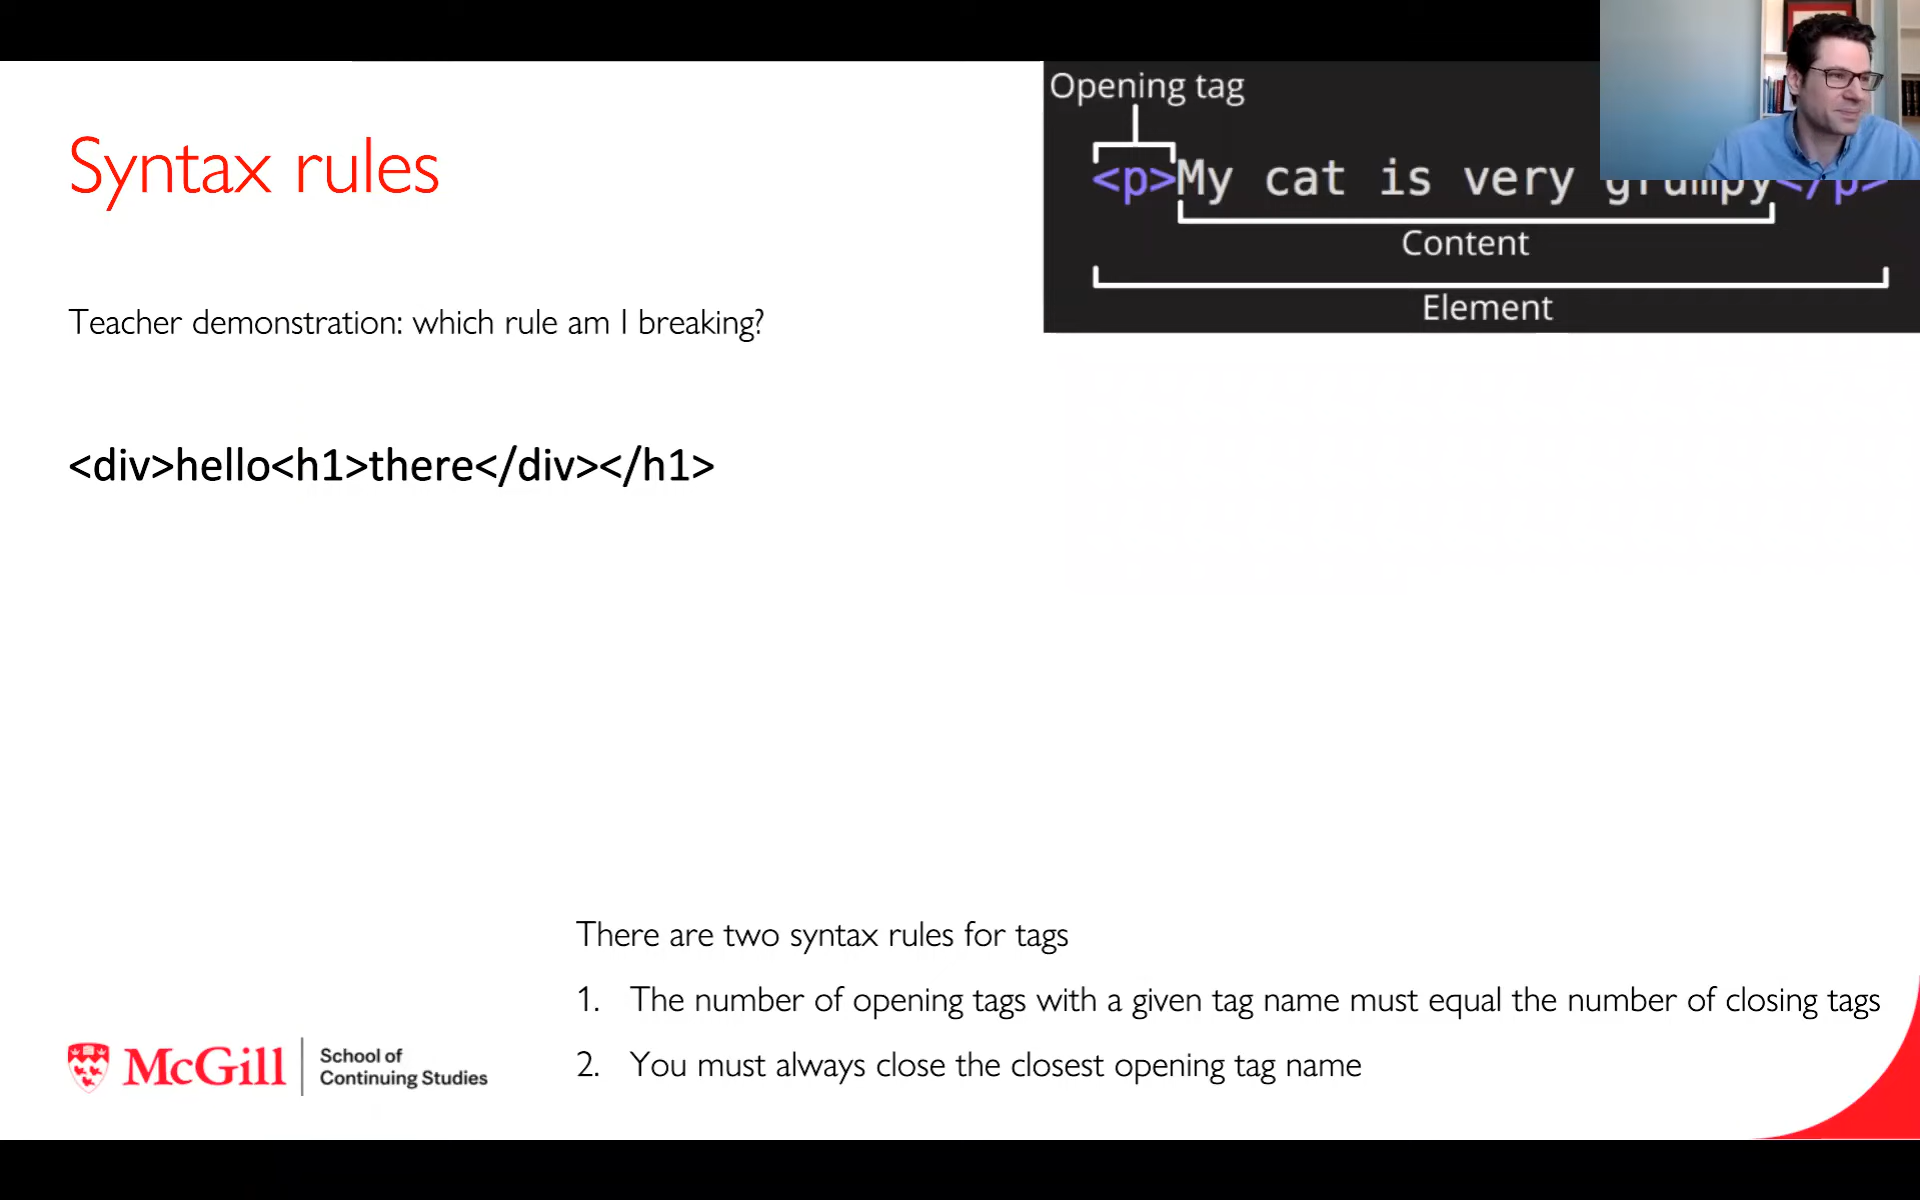 Opening tag
<p>My cat is very grumpy</p>
Content
Element
Syntax rules
Teacher demonstration: which rule am I breaking?
<div>hello<h1>there</div></h1>
There are two syntax rules for tags
1. The number of opening tags with a given tag name must equal the number of closing tags
2. You must always close the closest opening tag name
McGill
School of
Continuing Studies